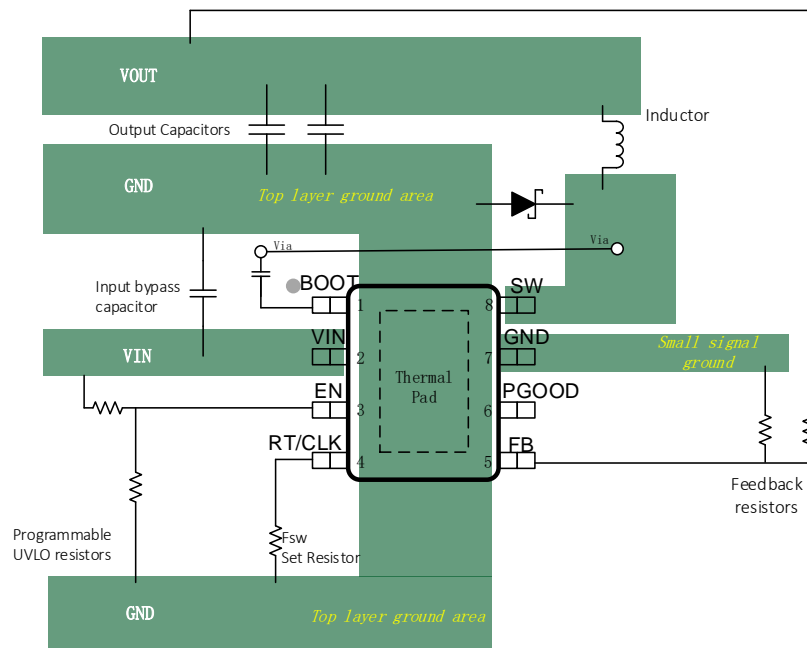 VOUT
Output Capacitors
Inductor
GND
Top layer ground area
Via
Via
Input bypass
capacitor
BOOT
SW
1
8
VIN
VIN
GND
Small signal
ground
2
7
Thermal
Pad
EN
PGOOD
3
6
RT/CLK
FB
4
5
Feedback
resistors
Programmable
UVLO resistors
Fsw
Set Resistor
GND
Top layer ground area